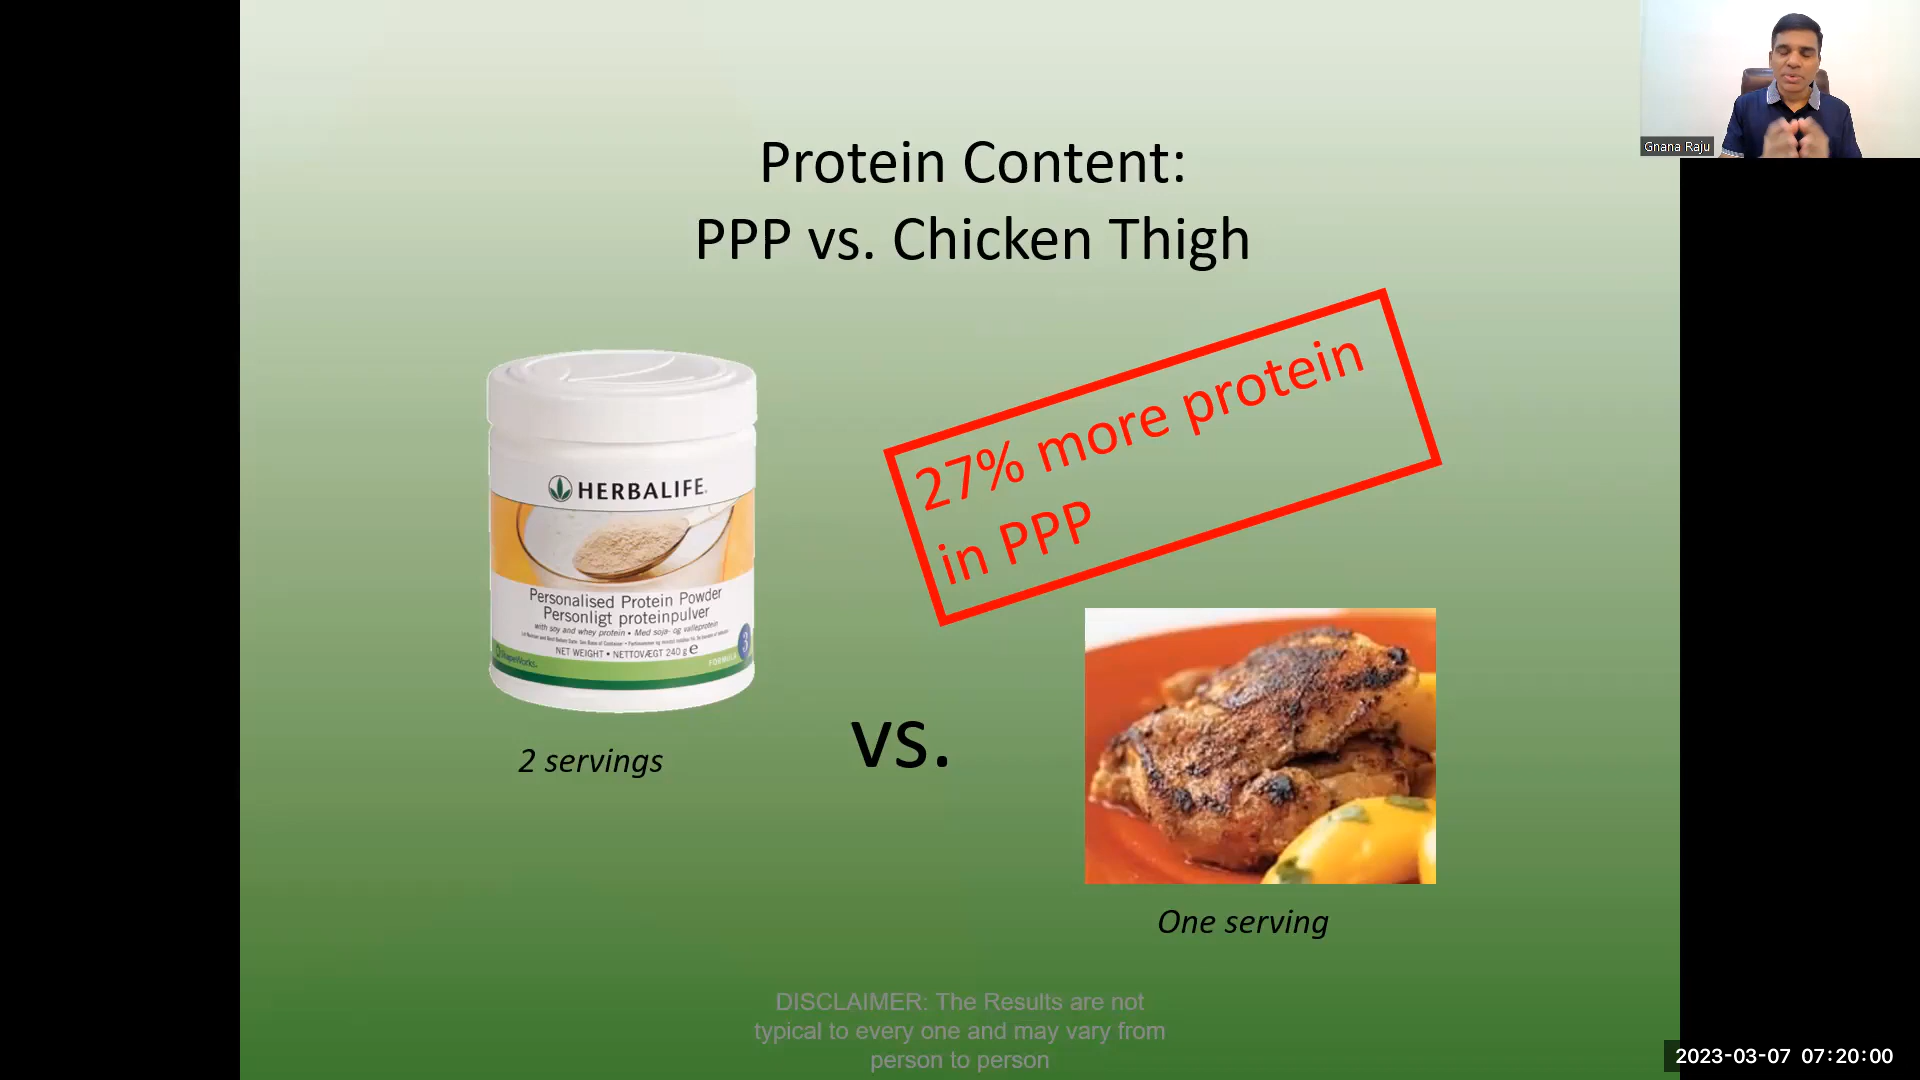 Gnana Raju
Protein Content:
PPP vs. Chicken Thigh
27% more protein
in PPP
HERBALIFE.
Personalised Protein Powder
Personligt proteinpulver
with soy and whey protein • Med soja- og valleprotein
NET WEIGHT • NETTOVÆGT 240 g e
ShapeWorks
FORMULA
3
2 servings
vs.
One serving
DISCLAIMER: The Results are not
typical to every one and may vary from
person to person
2023-03-07 07:20:00